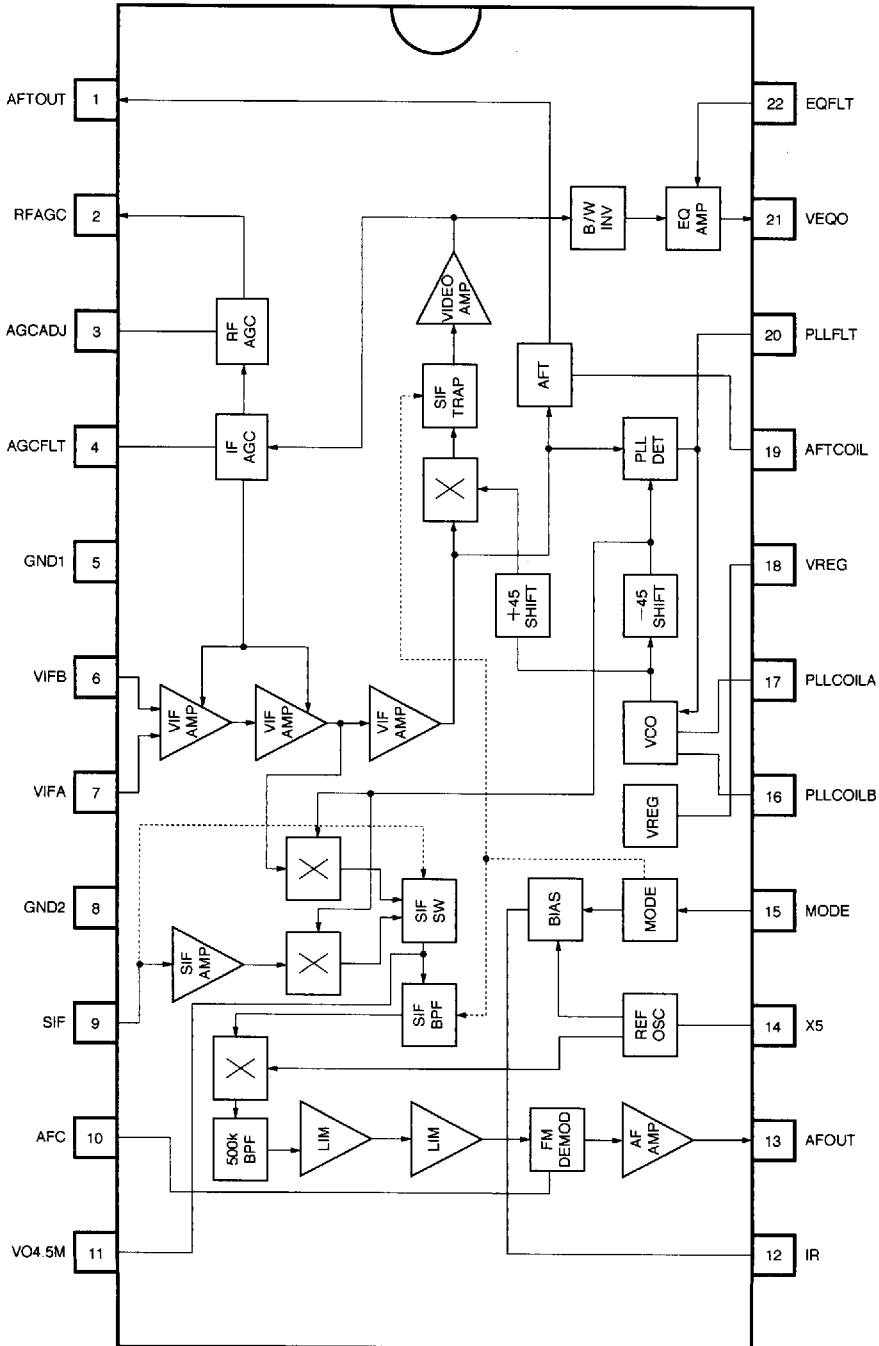 AFTOUT 1
RFAGC 2
AGCADJ 3
AGCFLT 4
GND1 5
VIFB 6
VIFA 7
GND2 8
SIF 9
AFC 10
VO4.5M 11
22 EQFLT
21 VEQO
20 PLLFLT
19 AFTCOIL
18 VREG
17 PLLCOILA
16 PLLCOILB
15 MODE
14 X5
13 AFOUT
12 IR
B/W
INV
EQ
AMP
VIDEO
AMP
RF
AGC
SIF
TRAP
AFT
IF
AGC
PLL
DET
+45
SHIFT
−45
SHIFT
VIF
AMP
VIF
AMP
VIF
AMP
VCO
VREG
SIF
SW
BIAS
MODE
SIF
AMP
SIF
BPF
REF
OSC
500k
BPF
LIM
LIM
FM
DEMOD
AF
AMP